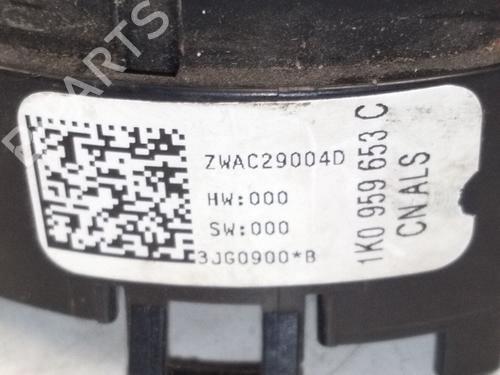 ZWAC29004D
HW:000
SW:000
3JG0900*B
1K0 959 653 C
CN ALS